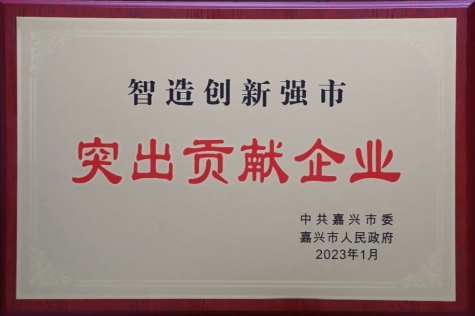 智造创新强市
突出贡献企业
中共嘉兴市委
嘉兴市人民政府
2023年1月